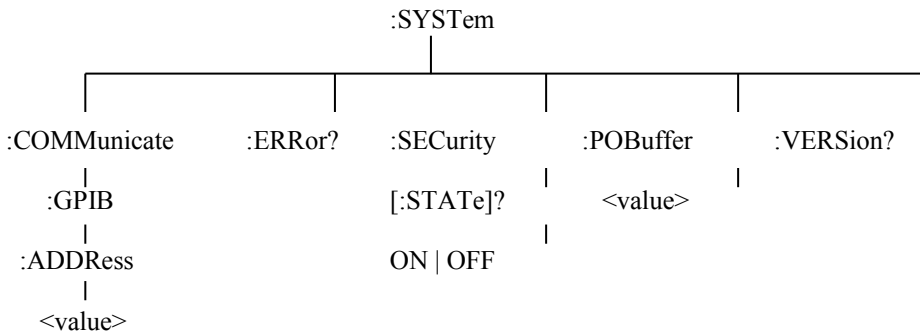 :SYSTem
:COMMunicate :ERRor? :SECurity :POBuffer :VERSion?
:GPIB [:STATe]? <value>
:ADDRess ON | OFF
<value>